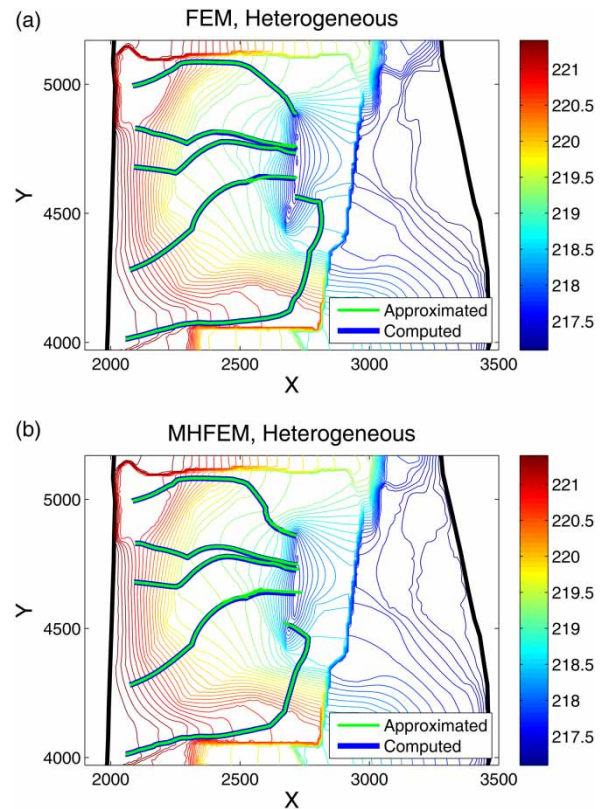 (a)
FEM, Heterogeneous
5000
4500
4000
Y
2000
2500
3000
3500
X
Approximated
Computed
221
220.5
220
219.5
219
218.5
218
217.5
(b)
MHFEM, Heterogeneous
5000
4500
4000
Y
2000
2500
3000
3500
X
Approximated
Computed
221
220.5
220
219.5
219
218.5
218
217.5